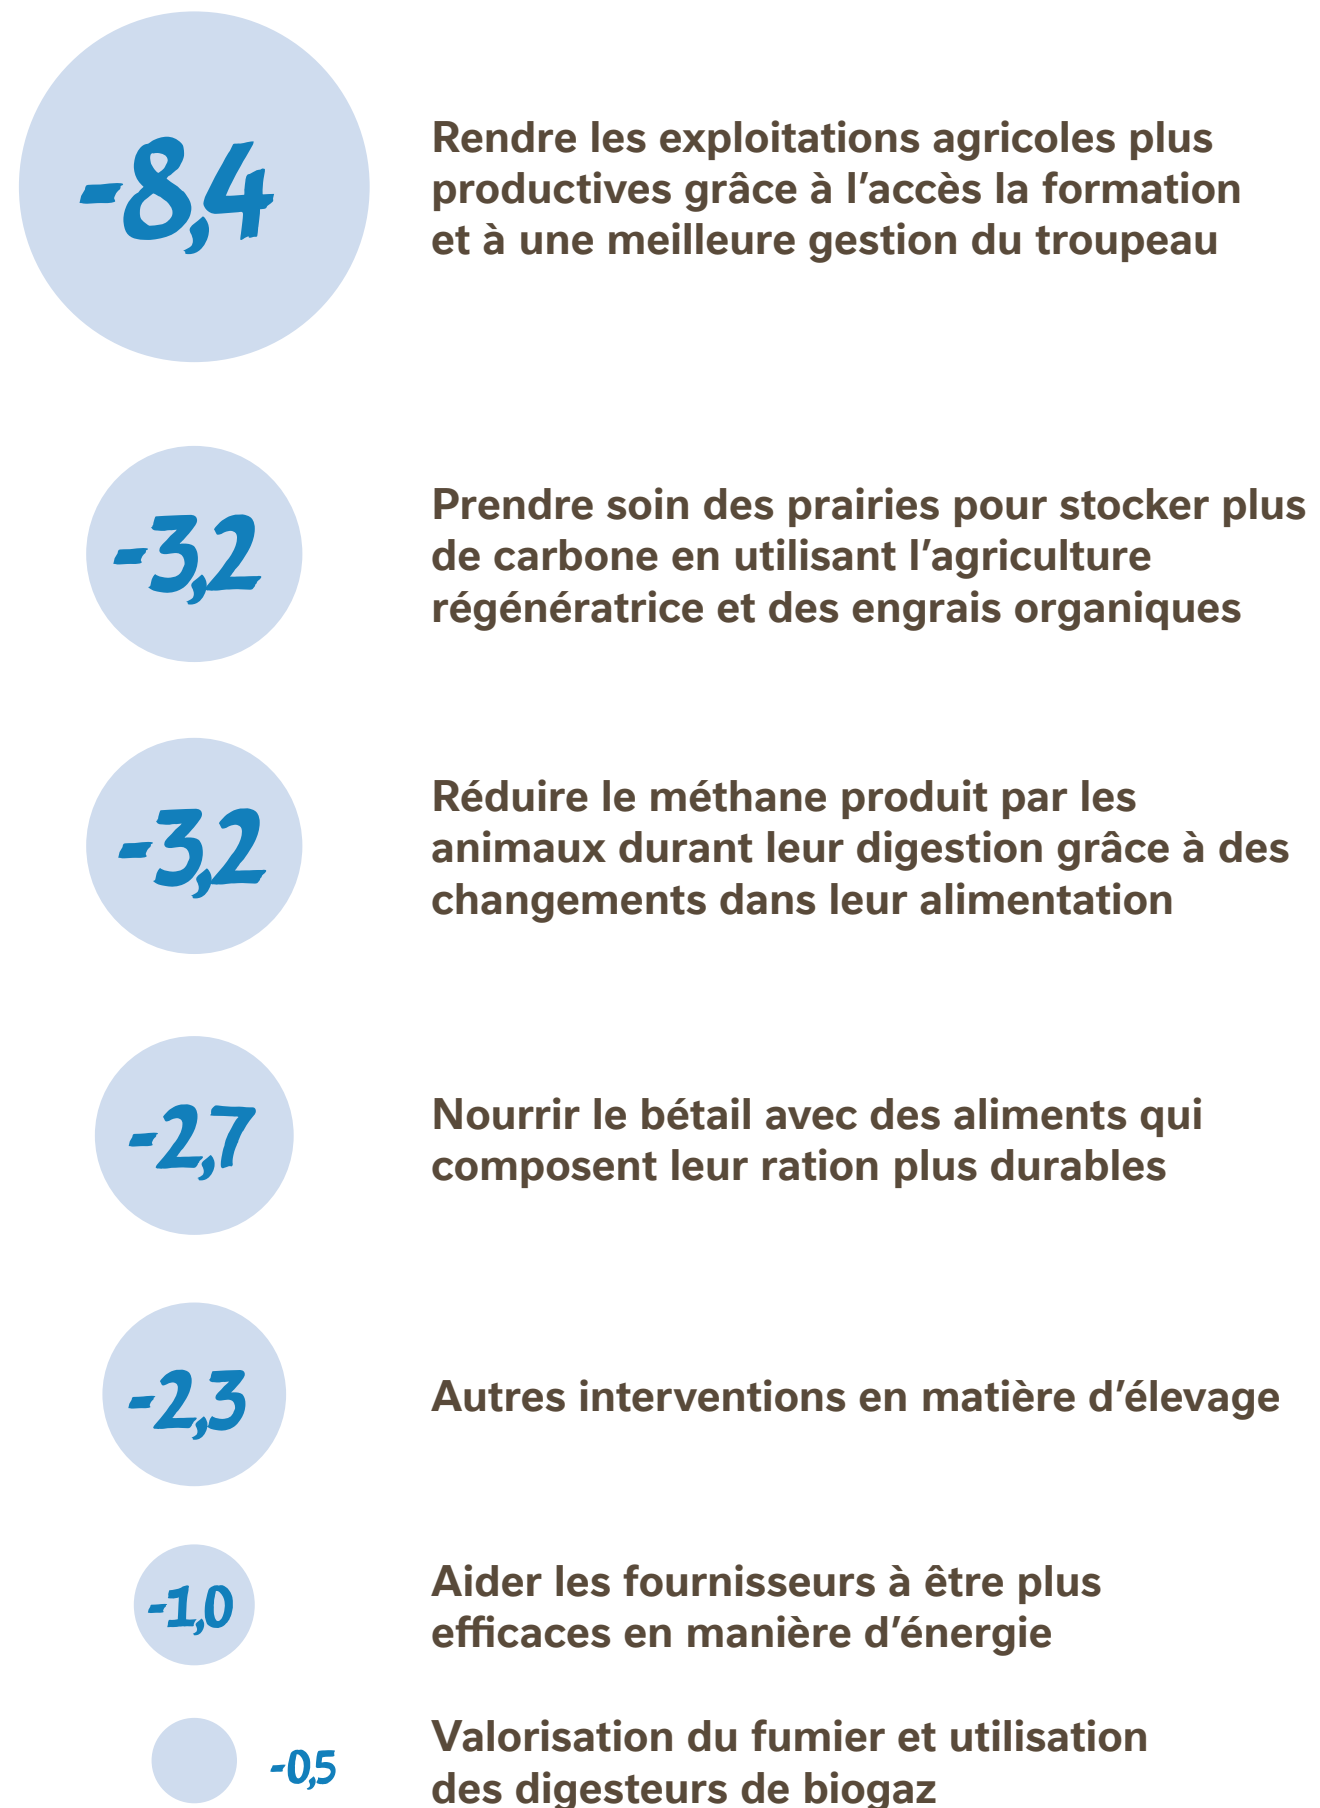 -8,4
Rendre les exploitations agricoles plus
productives grâce à l’accès la formation
et à une meilleure gestion du troupeau
-3,2
Prendre soin des prairies pour stocker plus
de carbone en utilisant l’agriculture
régénératrice et des engrais organiques
-3,2
Réduire le méthane produit par les
animaux durant leur digestion grâce à des
changements dans leur alimentation
-2,7
Nourrir le bétail avec des aliments qui
composent leur ration plus durables
-2,3
Autres interventions en matière d’élevage
-1,0
Aider les fournisseurs à être plus
efficaces en manière d’énergie
-0,5
Valorisation du fumier et utilisation
des digesteurs de biogaz